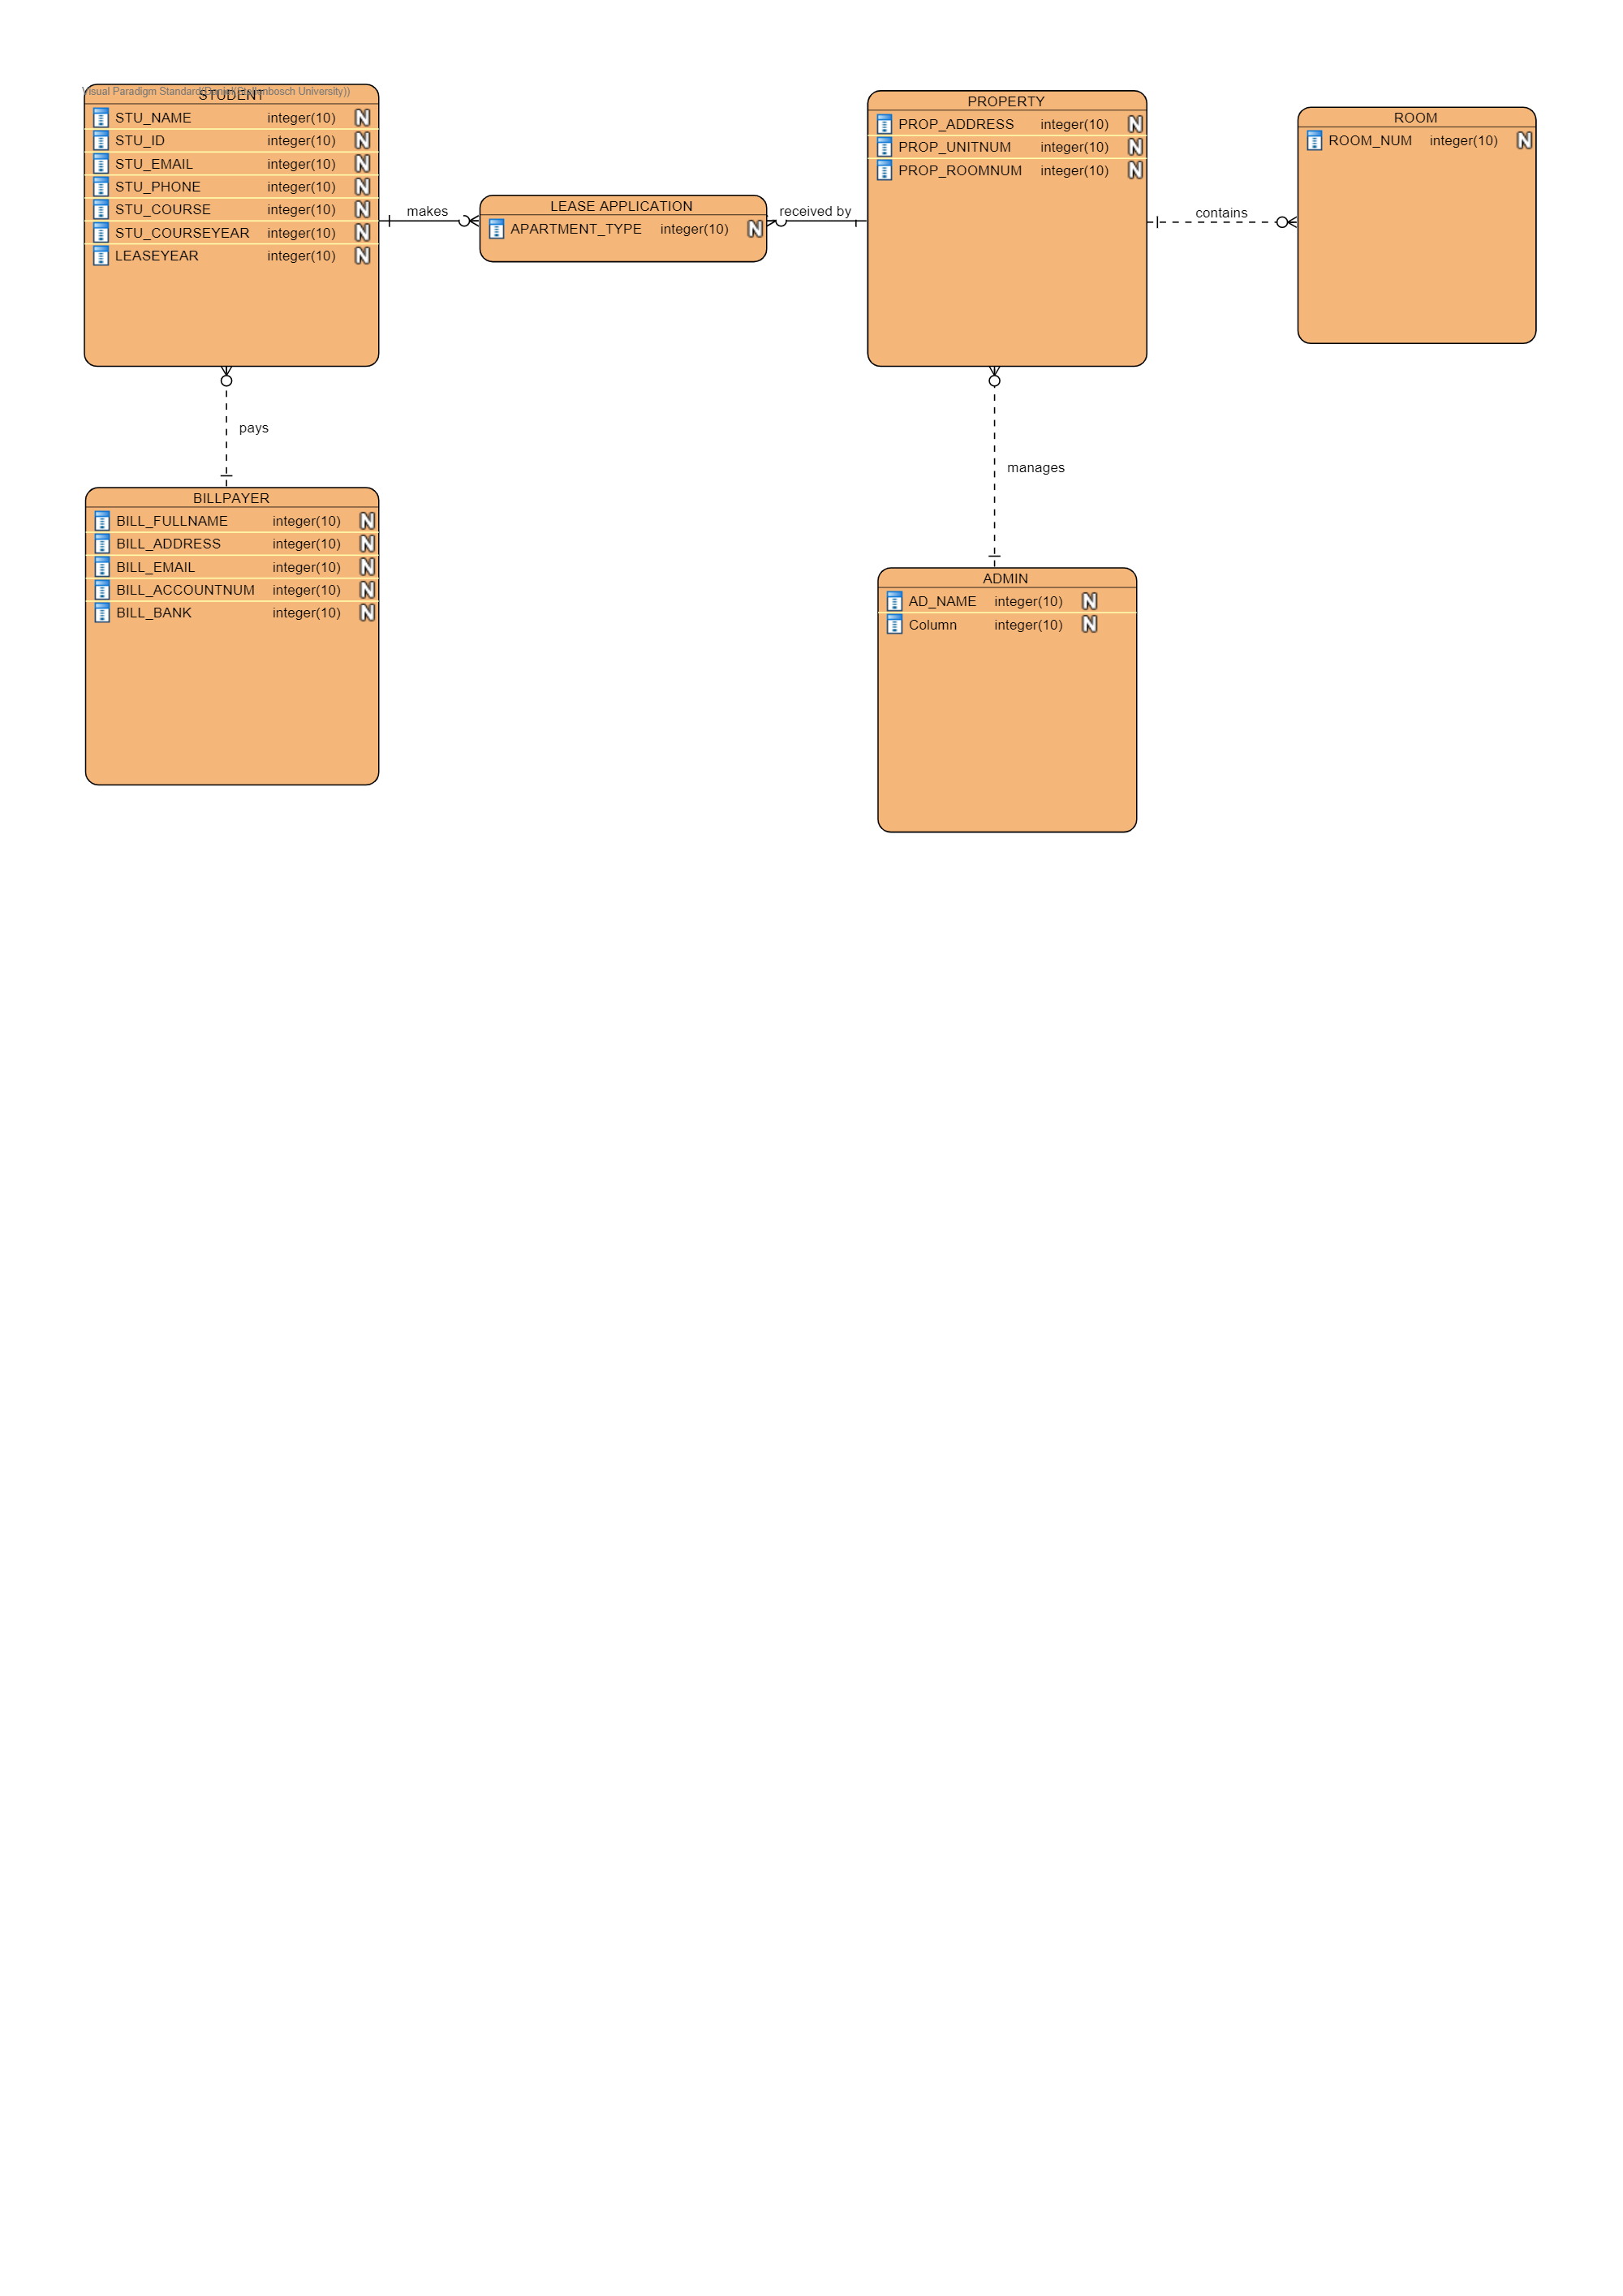 Visual Paradigm Standard(Daniel(Stellenbosch University))
STUDENT
STU_NAME integer(10) N
STU_ID integer(10) N
STU_EMAIL integer(10) N
STU_PHONE integer(10) N
STU_COURSE integer(10) N
STU_COURSEYEAR integer(10) N
LEASEYEAR integer(10) N
makes
LEASE APPLICATION
APARTMENT_TYPE integer(10) N
received by
PROPERTY
PROP_ADDRESS integer(10) N
PROP_UNITNUM integer(10) N
PROP_ROOMNUM integer(10) N
contains
ROOM
ROOM_NUM integer(10) N
pays
manages
BILLPAYER
BILL_FULLNAME integer(10) N
BILL_ADDRESS integer(10) N
BILL_EMAIL integer(10) N
BILL_ACCOUNTNUM integer(10) N
BILL_BANK integer(10) N
ADMIN
AD_NAME integer(10) N
Column integer(10) N